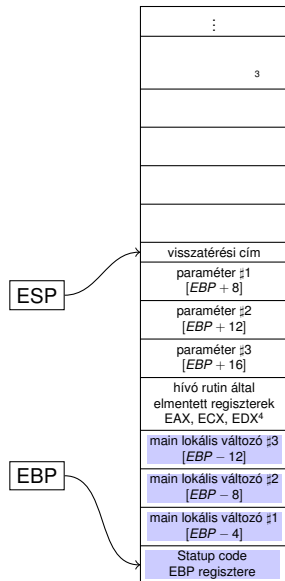 ⋮
3
visszatérési cím
paraméter ♯1
[EBP + 8]
ESP
paraméter ♯2
[EBP + 12]
paraméter ♯3
[EBP + 16]
hívó rutin által
elmentett regiszterek
EAX, ECX, EDX⁴
main lokális változó ♯3
[EBP − 12]
EBP
main lokális változó ♯2
[EBP − 8]
main lokális változó ♯1
[EBP − 4]
Statup code
EBP regisztere